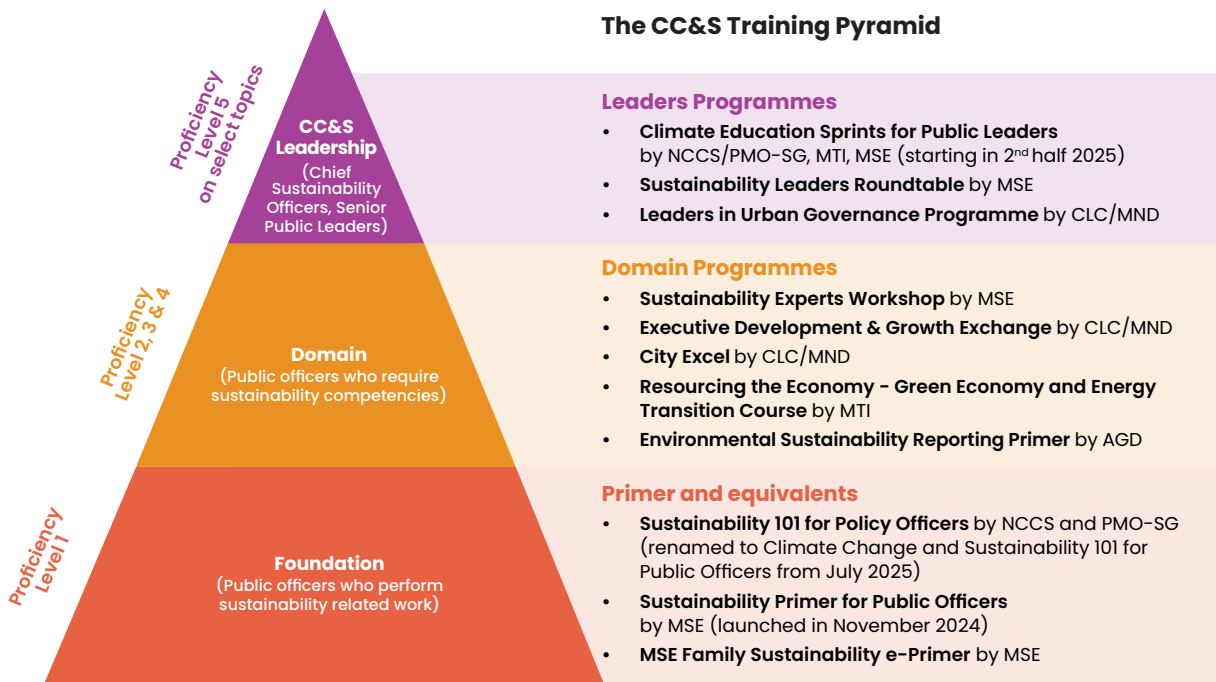 The CC&S Training Pyramid
Proficiency
Level 5
on select topics
CC&S
Leadership
(Chief
Sustainability
Officers, Senior
Public Leaders)
Leaders Programmes
• Climate Education Sprints for Public Leaders
by NCCS/PMO-SG, MTI, MSE (starting in 2nd half 2025)
• Sustainability Leaders Roundtable by MSE
• Leaders in Urban Governance Programme by CLC/MND
Proficiency
Level 2, 3 & 4
Domain
(Public officers who require
sustainability competencies)
Domain Programmes
• Sustainability Experts Workshop by MSE
• Executive Development & Growth Exchange by CLC/MND
• City Excel by CLC/MND
• Resourcing the Economy - Green Economy and Energy
Transition Course by MTI
• Environmental Sustainability Reporting Primer by AGD
Proficiency
Level 1
Foundation
(Public officers who perform
sustainability related work)
Primer and equivalents
• Sustainability 101 for Policy Officers by NCCS and PMO-SG
(renamed to Climate Change and Sustainability 101 for
Public Officers from July 2025)
• Sustainability Primer for Public Officers
by MSE (launched in November 2024)
• MSE Family Sustainability e-Primer by MSE